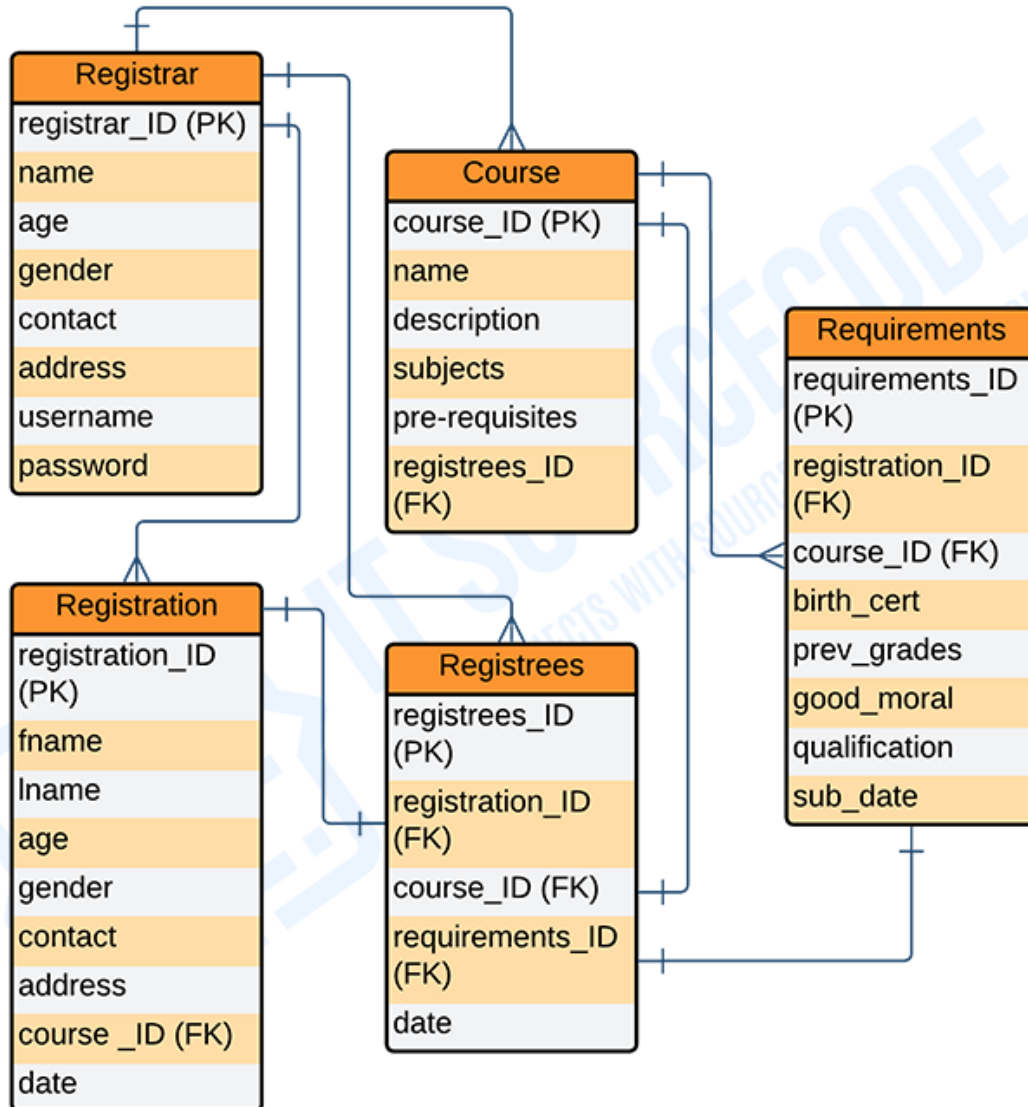 Registrar
registrar_ID (PK)
name
age
gender
contact
address
username
password
Course
course_ID (PK)
name
description
subjects
pre-requisites
registrees_ID
(FK)
Requirements
requirements_ID
(PK)
registration_ID
(FK)
course_ID (FK)
birth_cert
prev_grades
good_moral
qualification
sub_date
Registration
registration_ID
(PK)
fname
lname
age
gender
contact
address
course _ID (FK)
date
Registrees
registrees_ID
(PK)
registration_ID
(FK)
course_ID (FK)
requirements_ID
(FK)
date